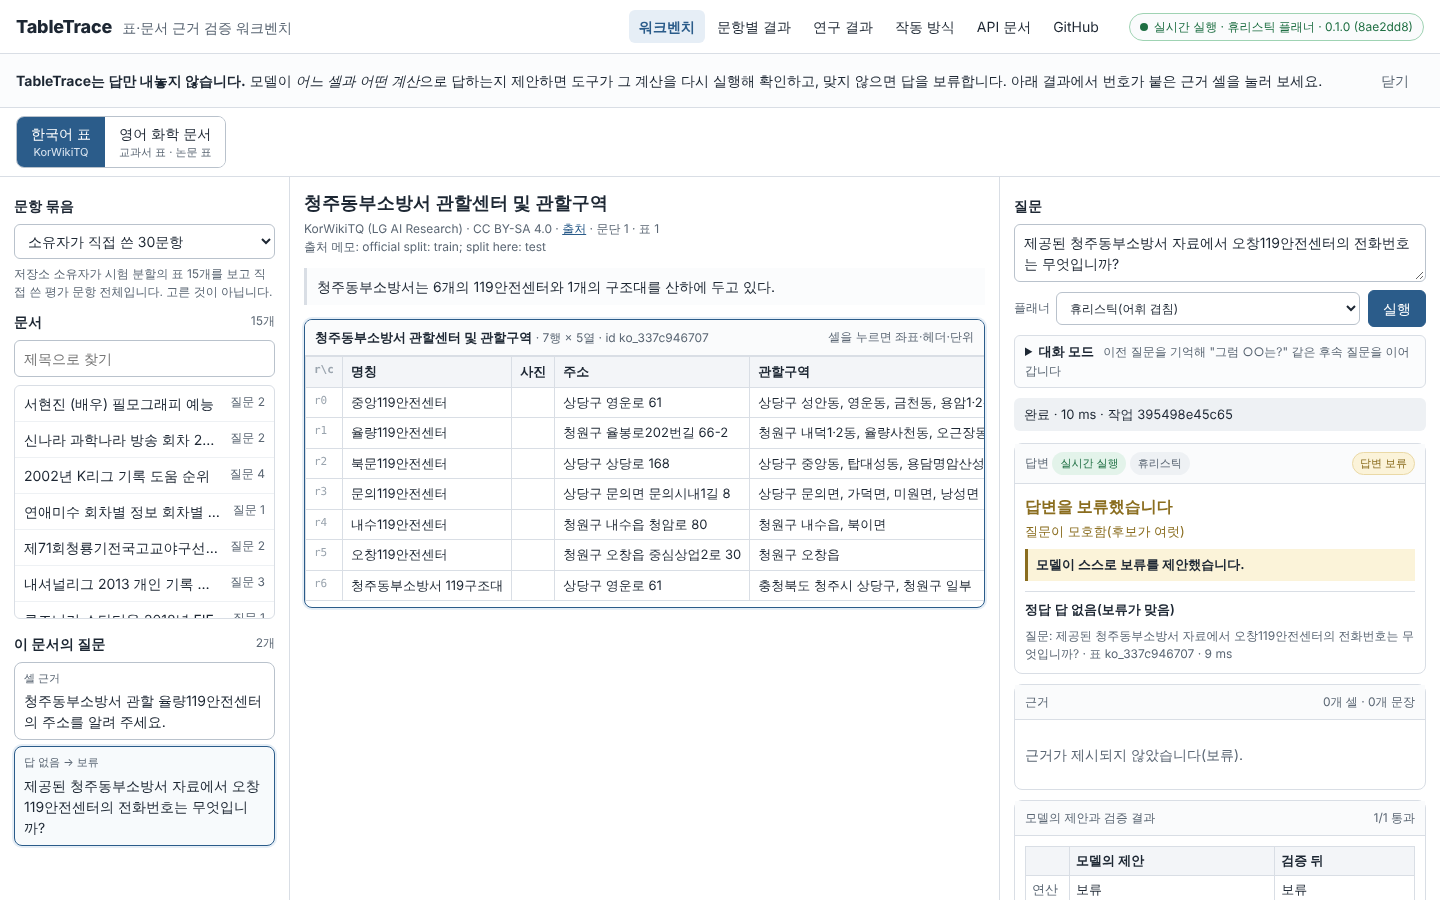 TableTrace 표·문서 근거 검증 워크벤치
워크벤치 문항별 결과 연구 결과 작동 방식 API 문서 GitHub
실시간 실행 · 휴리스틱 플래너 · 0.1.0 (8ae2dd8)
TableTrace는 답만 내놓지 않습니다. 모델이 어느 셀과 어떤 계산으로 답하는지 제안하면 도구가 그 계산을 다시 실행해 확인하고, 맞지 않으면 답을 보류합니다. 아래 결과에서 번호가 붙은 근거 셀을 눌러 보세요. 닫기
한국어 표
KorWikiTQ
영어 화학 문서
교과서 표 · 논문 표
문항 묶음
소유자가 직접 쓴 30문항
저장소 소유자가 시험 분할의 표 15개를 보고 직
접 쓴 평가 문항 전체입니다. 고른 것이 아닙니다.
문서 15개
제목으로 찾기
서현진 (배우) 필모그래피 예능 질문 2
신나라 과학나라 방송 회차 2... 질문 2
2002년 K리그 기록 도움 순위 질문 4
연애미수 회차별 정보 회차별 ... 질문 1
제71회청룡기전국고교야구선... 질문 2
내셔널리그 2013 개인 기록 ... 질문 3
이 문서의 질문 2개
셀 근거
청주동부소방서 관할 율량119안전센터
의 주소를 알려 주세요.
답 없음 → 보류
제공된 청주동부소방서 자료에서 오창
119안전센터의 전화번호는 무엇입니
까?
청주동부소방서 관할센터 및 관할구역
KorWikiTQ (LG AI Research) · CC BY-SA 4.0 · 출처 · 문단 1 · 표 1
출처 메모: official split: train; split here: test
청주동부소방서는 6개의 119안전센터와 1개의 구조대를 산하에 두고 있다.
청주동부소방서 관할센터 및 관할구역 · 7행 × 5열 · id ko_337c946707 셀을 누르면 좌표·헤더·단위
r\c 명칭 사진 주소 관할구역
r0 중앙119안전센터 상당구 영운로 61 상당구 성안동, 영운동, 금천동, 용암1·2
r1 율량119안전센터 청원구 율봉로202번길 66-2 청원구 내덕1·2동, 율량사천동, 오근장동
r2 북문119안전센터 상당구 상당로 168 상당구 중앙동, 탑대성동, 용담명암산성
r3 문의119안전센터 상당구 문의면 문의시내1길 8 상당구 문의면, 가덕면, 미원면, 낭성면
r4 내수119안전센터 청원구 내수읍 청암로 80 청원구 내수읍, 북이면
r5 오창119안전센터 청원구 오창읍 중심상업2로 30 청원구 오창읍
r6 청주동부소방서 119구조대 상당구 영운로 61 충청북도 청주시 상당구, 청원구 일부
질문
제공된 청주동부소방서 자료에서 오창119안전센터의 전화번호
는 무엇입니까?
플래너 휴리스틱(어휘 겹침) 실행
▶ 대화 모드 이전 질문을 기억해 "그럼 ○○는?" 같은 후속 질문을 이어
갑니다
완료 · 10 ms · 작업 395498e45c65
답변 실시간 실행 휴리스틱 답변 보류
답변을 보류했습니다
질문이 모호함(후보가 여럿)
모델이 스스로 보류를 제안했습니다.
정답 답 없음(보류가 맞음)
질문: 제공된 청주동부소방서 자료에서 오창119안전센터의 전화번호는 무
엇입니까? · 표 ko_337c946707 · 9 ms
근거 0개 셀 · 0개 문장
근거가 제시되지 않았습니다(보류).
모델의 제안과 검증 결과 1/1 통과
모델의 제안 검증 뒤
연산 보류 보류